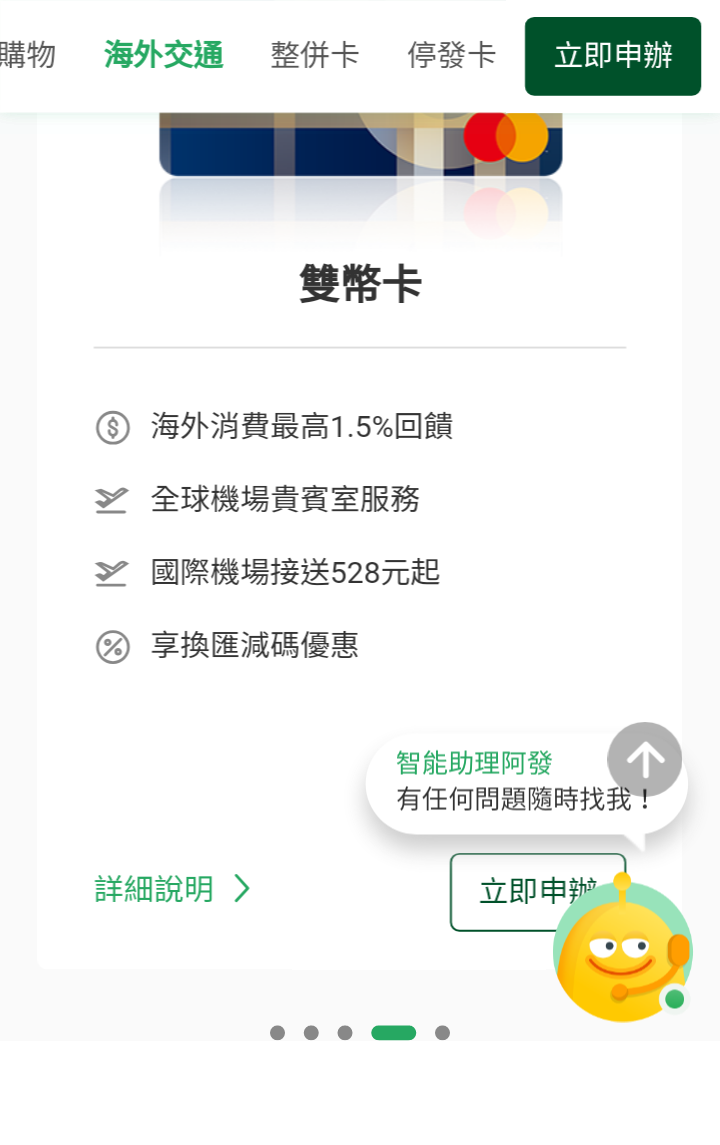 購物 海外交通 整併卡 停發卡 立即申辦
雙幣卡
海外消費最高1.5%回饋
全球機場貴賓室服務
國際機場接送528元起
享換匯減碼優惠
智能助理阿發
有任何問題隨時找我！
詳細說明
立即申辦